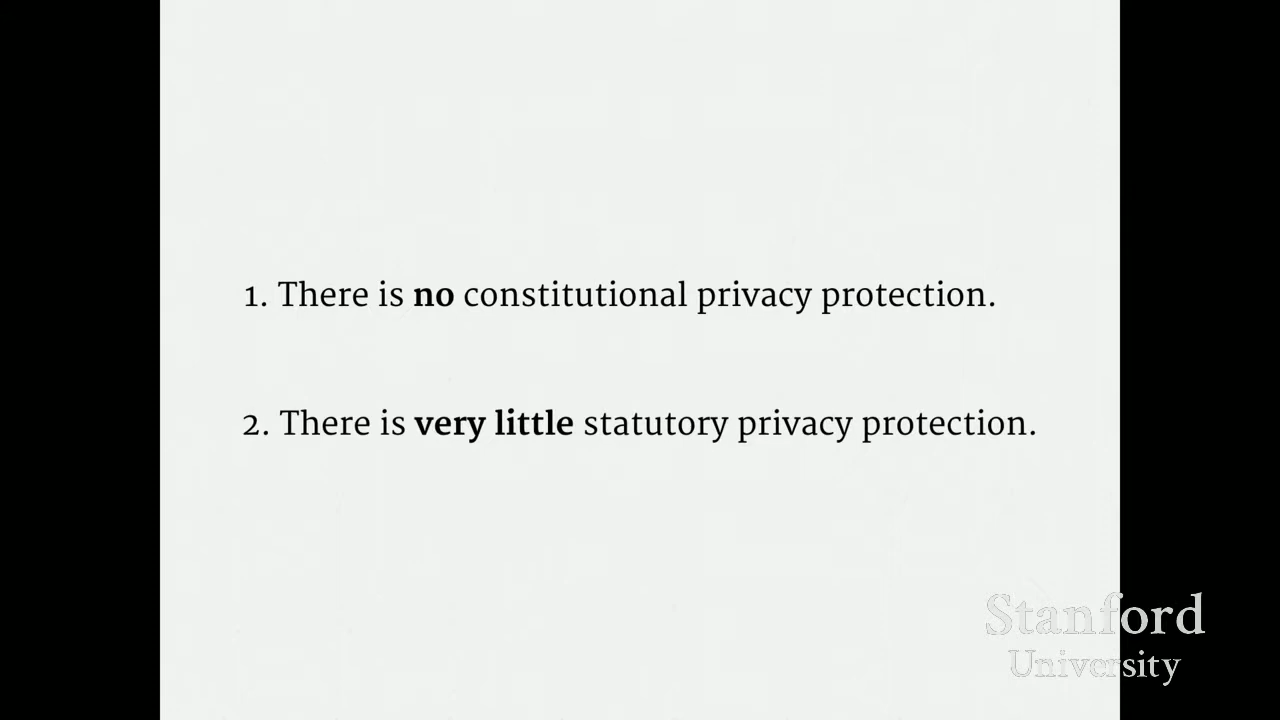 1. There is no constitutional privacy protection.
2. There is very little statutory privacy protection.
Stanford
University